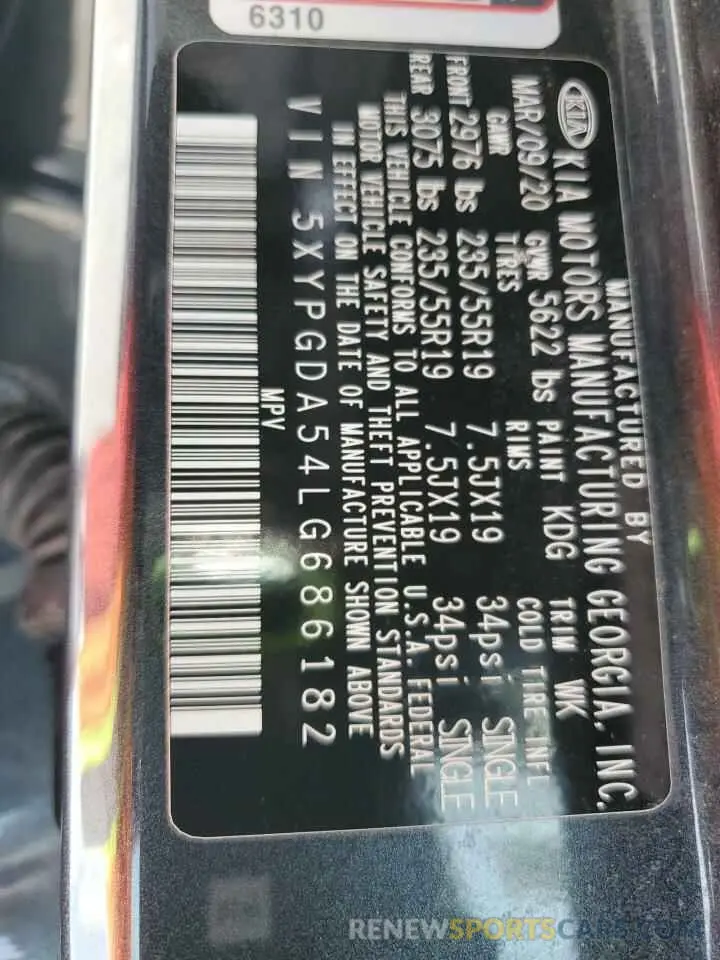 6310
MANUFACTURED BY
KIA KIA MOTORS MANUFACTURING GEORGIA, INC.
MAR/09/20 GVWR 5622 lbs PAINT KDG TRIM WK
GAWR TIRES RIMS COLD TIRE INFL
FRONT 2976 lbs 235/55R19 7.5JX19 34psi SINGLE
REAR 3075 lbs 235/55R19 7.5JX19 34psi SINGLE
THIS VEHICLE CONFORMS TO ALL APPLICABLE U.S.A. FEDERAL
MOTOR VEHICLE SAFETY AND THEFT PREVENTION STANDARDS
IN EFFECT ON THE DATE OF MANUFACTURE SHOWN ABOVE
VIN 5XYPGDA54LG686182
MPV
RENEWSPORTSCARS.COM